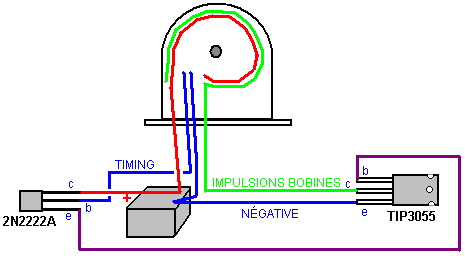 TIMING
b
c
IMPULSIONS BOBINES
c
+
b
2N2222A
e
NÉGATIVE
e
TIP3055